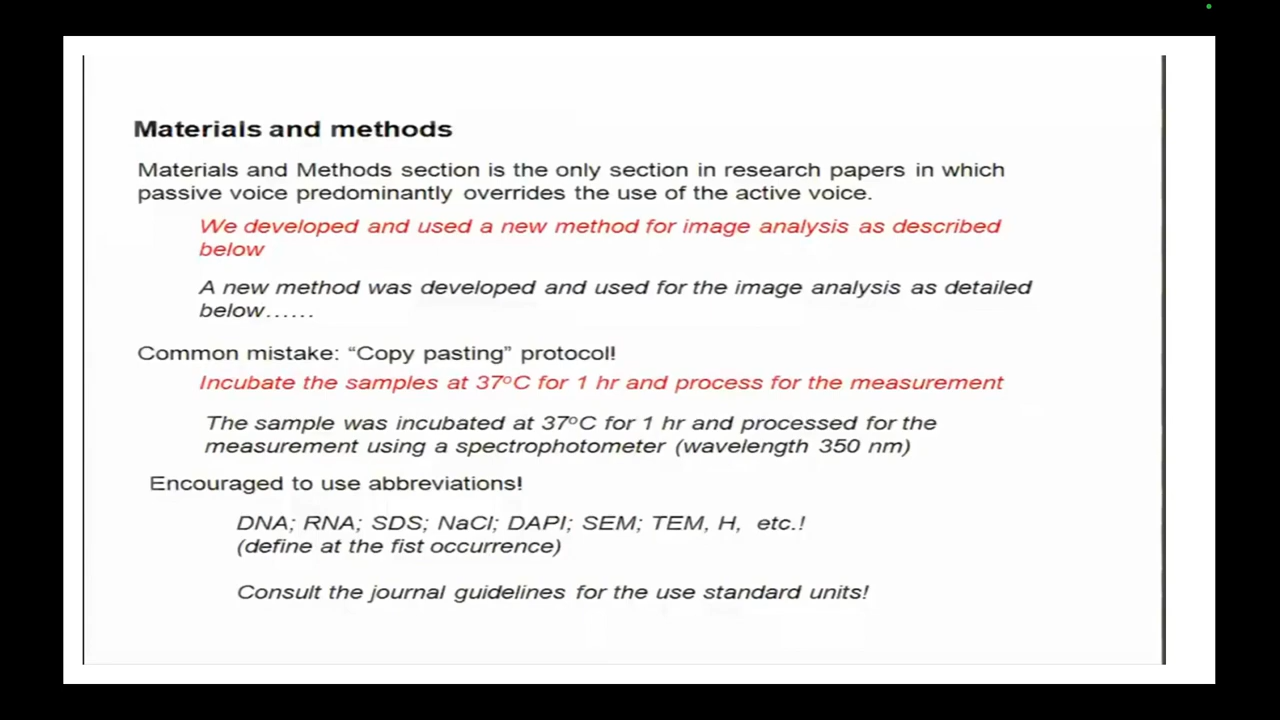 Materials and methods
Materials and Methods section is the only section in research papers in which
passive voice predominantly overrides the use of the active voice.
We developed and used a new method for image analysis as described
below
A new method was developed and used for the image analysis as detailed
below......
Common mistake: “Copy pasting” protocol!
Incubate the samples at 37ºC for 1 hr and process for the measurement
The sample was incubated at 37ºC for 1 hr and processed for the
measurement using a spectrophotometer (wavelength 350 nm)
Encouraged to use abbreviations!
DNA; RNA; SDS; NaCl; DAPI; SEM; TEM, H, etc.!
(define at the fist occurrence)
Consult the journal guidelines for the use standard units!